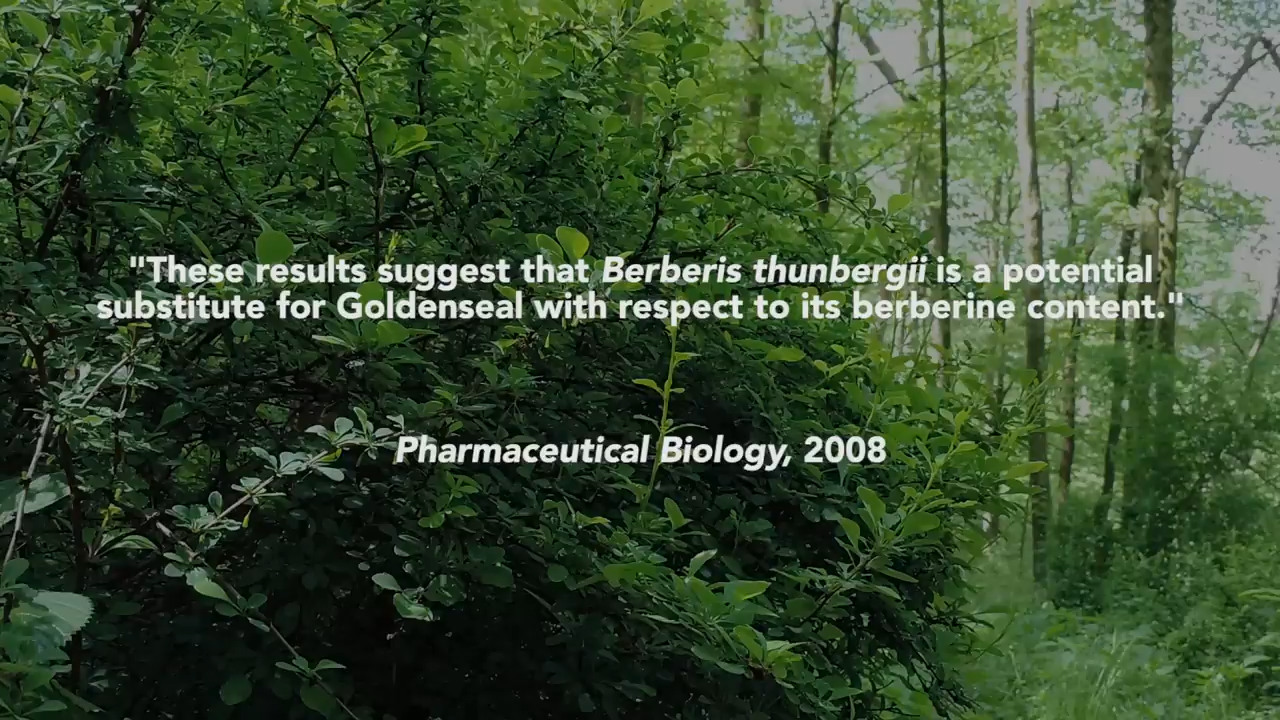 "These results suggest that Berberis thunbergii is a potential
substitute for Goldenseal with respect to its berberine content."
Pharmaceutical Biology, 2008